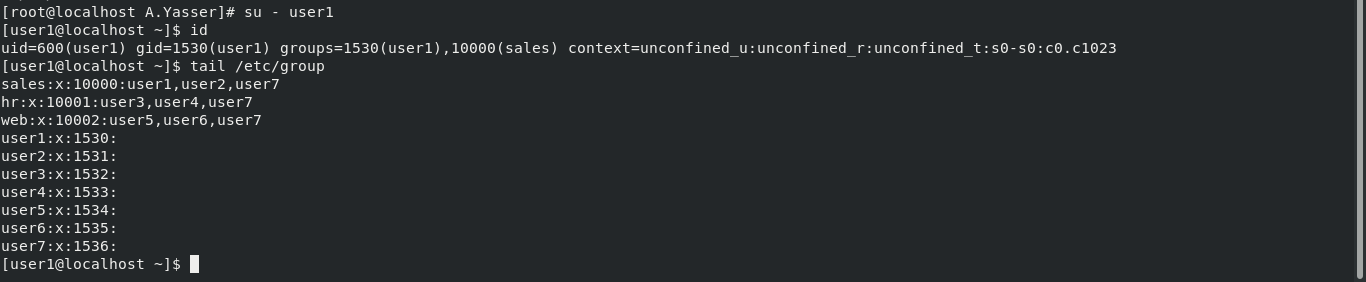 [root@localhost A.Yasser]# su - user1
[user1@localhost ~]$ id
uid=600(user1) gid=1530(user1) groups=1530(user1),10000(sales) context=unconfined_u:unconfined_r:unconfined_t:s0-s0:c0.c1023
[user1@localhost ~]$ tail /etc/group
sales:x:10000:user1,user2,user7
hr:x:10001:user3,user4,user7
web:x:10002:user5,user6,user7
user1:x:1530:
user2:x:1531:
user3:x:1532:
user4:x:1533:
user5:x:1534:
user6:x:1535:
user7:x:1536:
[user1@localhost ~]$